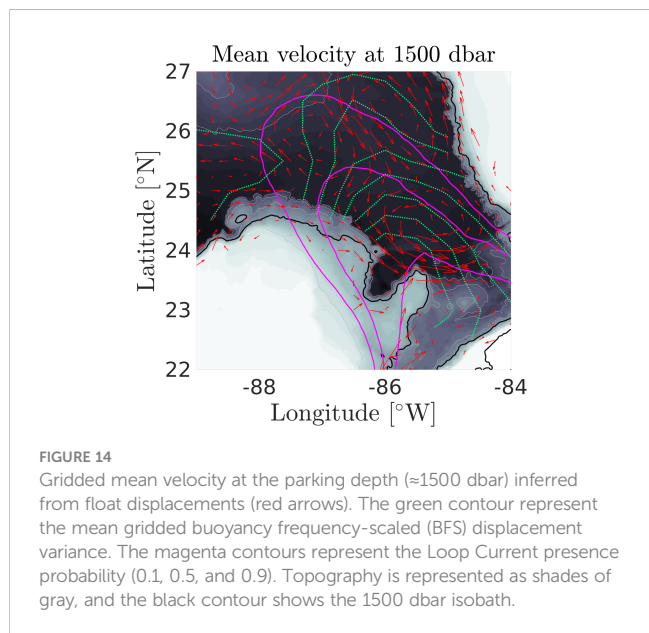 Mean velocity at 1500 dbar
27
26
25
24
23
22
Latitude [°N]
-88
-86
-84
Longitude [°W]
FIGURE 14
Gridded mean velocity at the parking depth (≈1500 dbar) inferred
from float displacements (red arrows). The green contour represent
the mean gridded buoyancy frequency-scaled (BFS) displacement
variance. The magenta contours represent the Loop Current presence
probability (0.1, 0.5, and 0.9). Topography is represented as shades of
gray, and the black contour shows the 1500 dbar isobath.